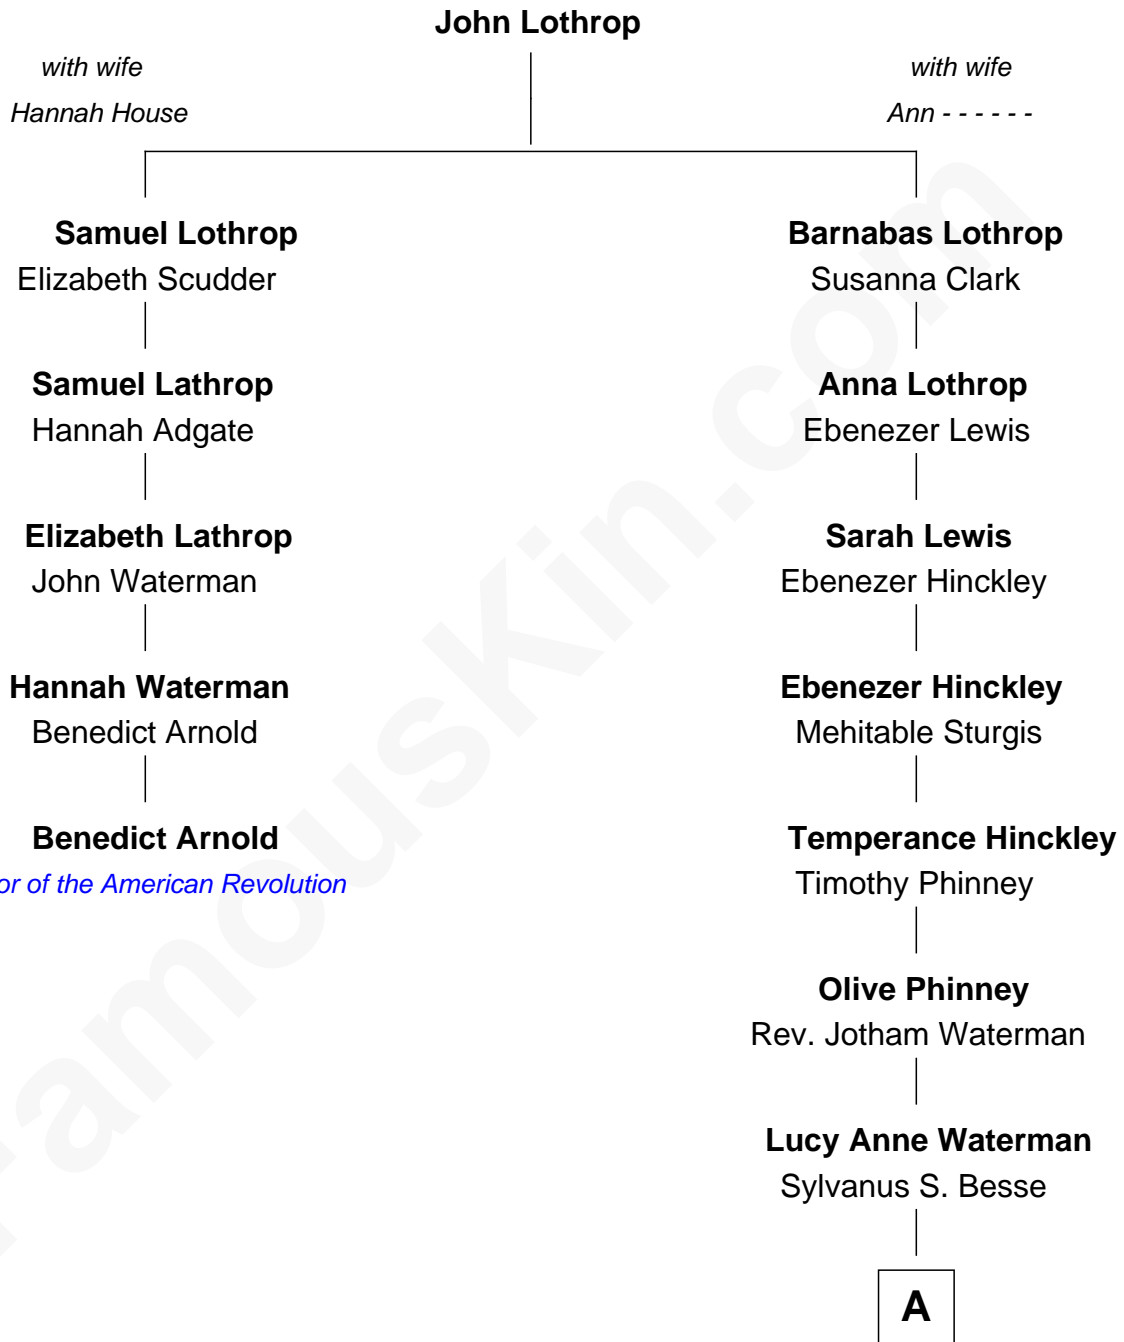 John Lothrop
with wife
Hannah House
with wife
Ann - - - - - -
Samuel Lothrop
Elizabeth Scudder
Barnabas Lothrop
Susanna Clark
Samuel Lathrop
Hannah Adgate
Anna Lothrop
Ebenezer Lewis
Elizabeth Lathrop
John Waterman
Sarah Lewis
Ebenezer Hinckley
Hannah Waterman
Benedict Arnold
Ebenezer Hinckley
Mehitable Sturgis
Benedict Arnold
or of the American Revolution
Temperance Hinckley
Timothy Phinney
Olive Phinney
Rev. Jotham Waterman
Lucy Anne Waterman
Sylvanus S. Besse
A
FamousKin.com